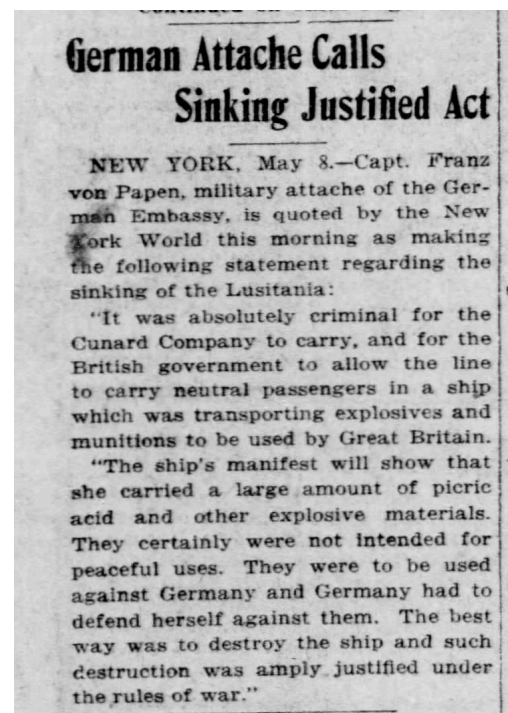 German Attache Calls
Sinking Justified Act
NEW YORK, May 8.—Capt. Franz
von Papen, military attache of the Ger-
man Embassy, is quoted by the New
York World this morning as making
the following statement regarding the
sinking of the Lusitania:
"It was absolutely criminal for the
Cunard Company to carry, and for the
British government to allow the line
to carry neutral passengers in a ship
which was transporting explosives and
munitions to be used by Great Britain.
"The ship's manifest will show that
she carried a large amount of picric
acid and other explosive materials.
They certainly were not intended for
peaceful uses. They were to be used
against Germany and Germany had to
defend herself against them. The best
way was to destroy the ship and such
destruction was amply justified under
the rules of war."